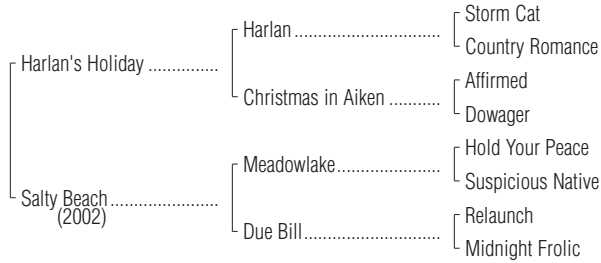 Storm Cat
Harlan
Country Romance
Harlan's Holiday
Affirmed
Christmas in Aiken
Dowager
Hold Your Peace
Meadowlake
Suspicious Native
Salty Beach
(2002)
Relaunch
Due Bill
Midnight Frolic